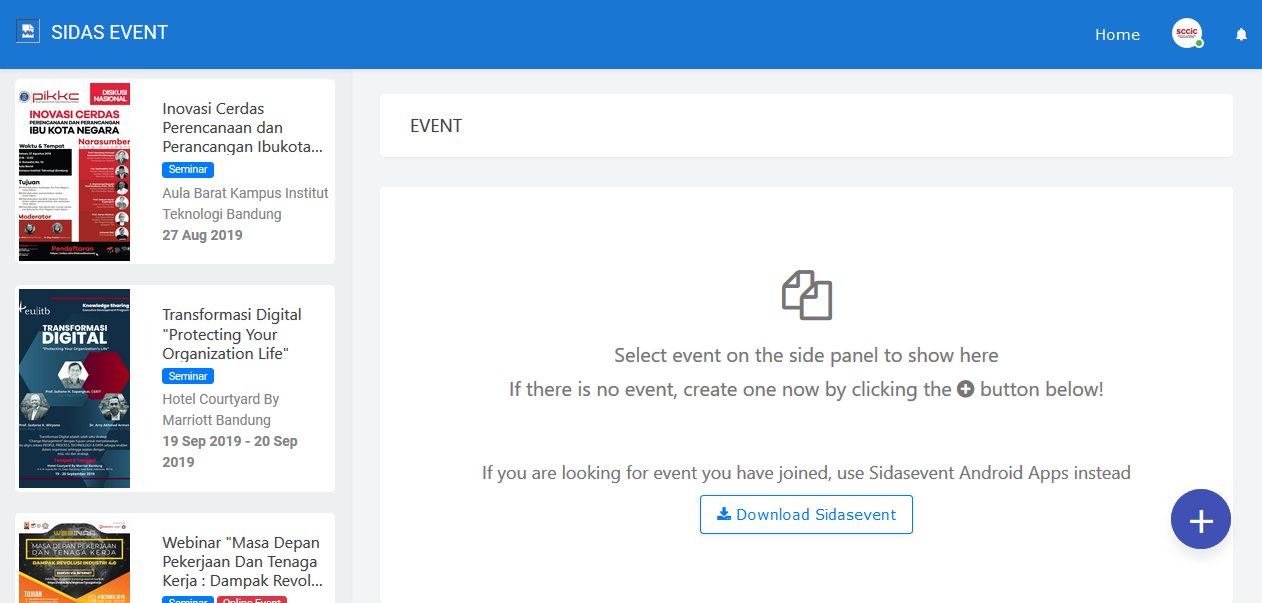 SIDAS EVENT
Home
sccic
pikkc
DISKUSI
NASIONAL
INOVASI CERDAS
PERENCANAAN DAN PERANCANGAN
IBU KOTA NEGARA
Waktu & Tempat
Narasumber
Tujuan
Moderator
Pendaftaran
Inovasi Cerdas
Perencanaan dan
Perancangan Ibukota...
Seminar
Aula Barat Kampus Institut
Teknologi Bandung
27 Aug 2019
Knowledge Sharing
TRANSFORMASI
DIGITAL
"Protecting Your Organization's Life"
Transformasi Digital
"Protecting Your
Organization Life"
Seminar
Hotel Courtyard By
Marriott Bandung
19 Sep 2019 - 20 Sep
2019
WEBINAR
MASA DEPAN PEKERJAAN
DAN TENAGA KERJA
DAMPAK REVOLUSI INDUSTRI 4.0
TUJUAN
Webinar "Masa Depan
Pekerjaan Dan Tenaga
Kerja : Dampak Revol...
Seminar Online Event
EVENT
Select event on the side panel to show here
If there is no event, create one now by clicking the button below!
If you are looking for event you have joined, use Sidasevent Android Apps instead
Download Sidasevent